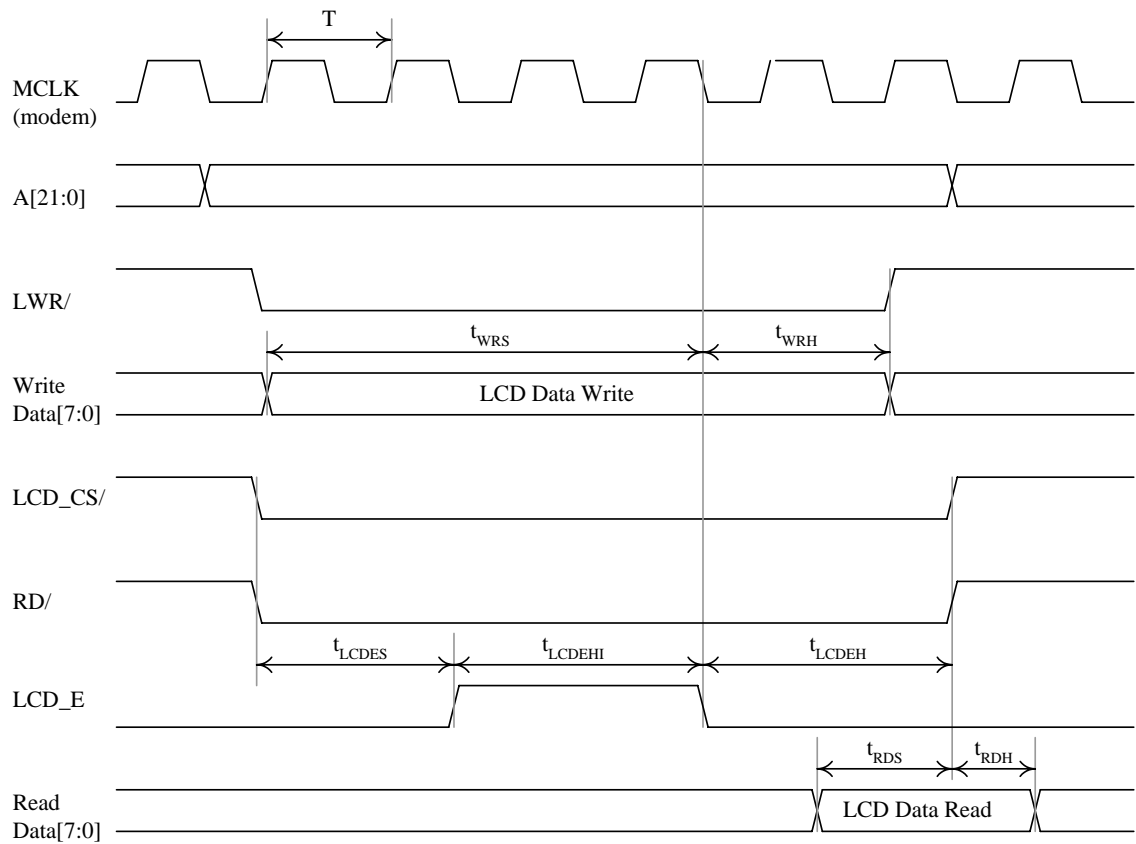 T
MCLK
(modem)
A[21:0]
LWR/
tWRS tWRH
Write
Data[7:0]
LCD Data Write
LCD_CS/
RD/
tLCDES tLCDEHI tLCDEH
LCD_E
tRDS tRDH
Read
Data[7:0]
LCD Data Read